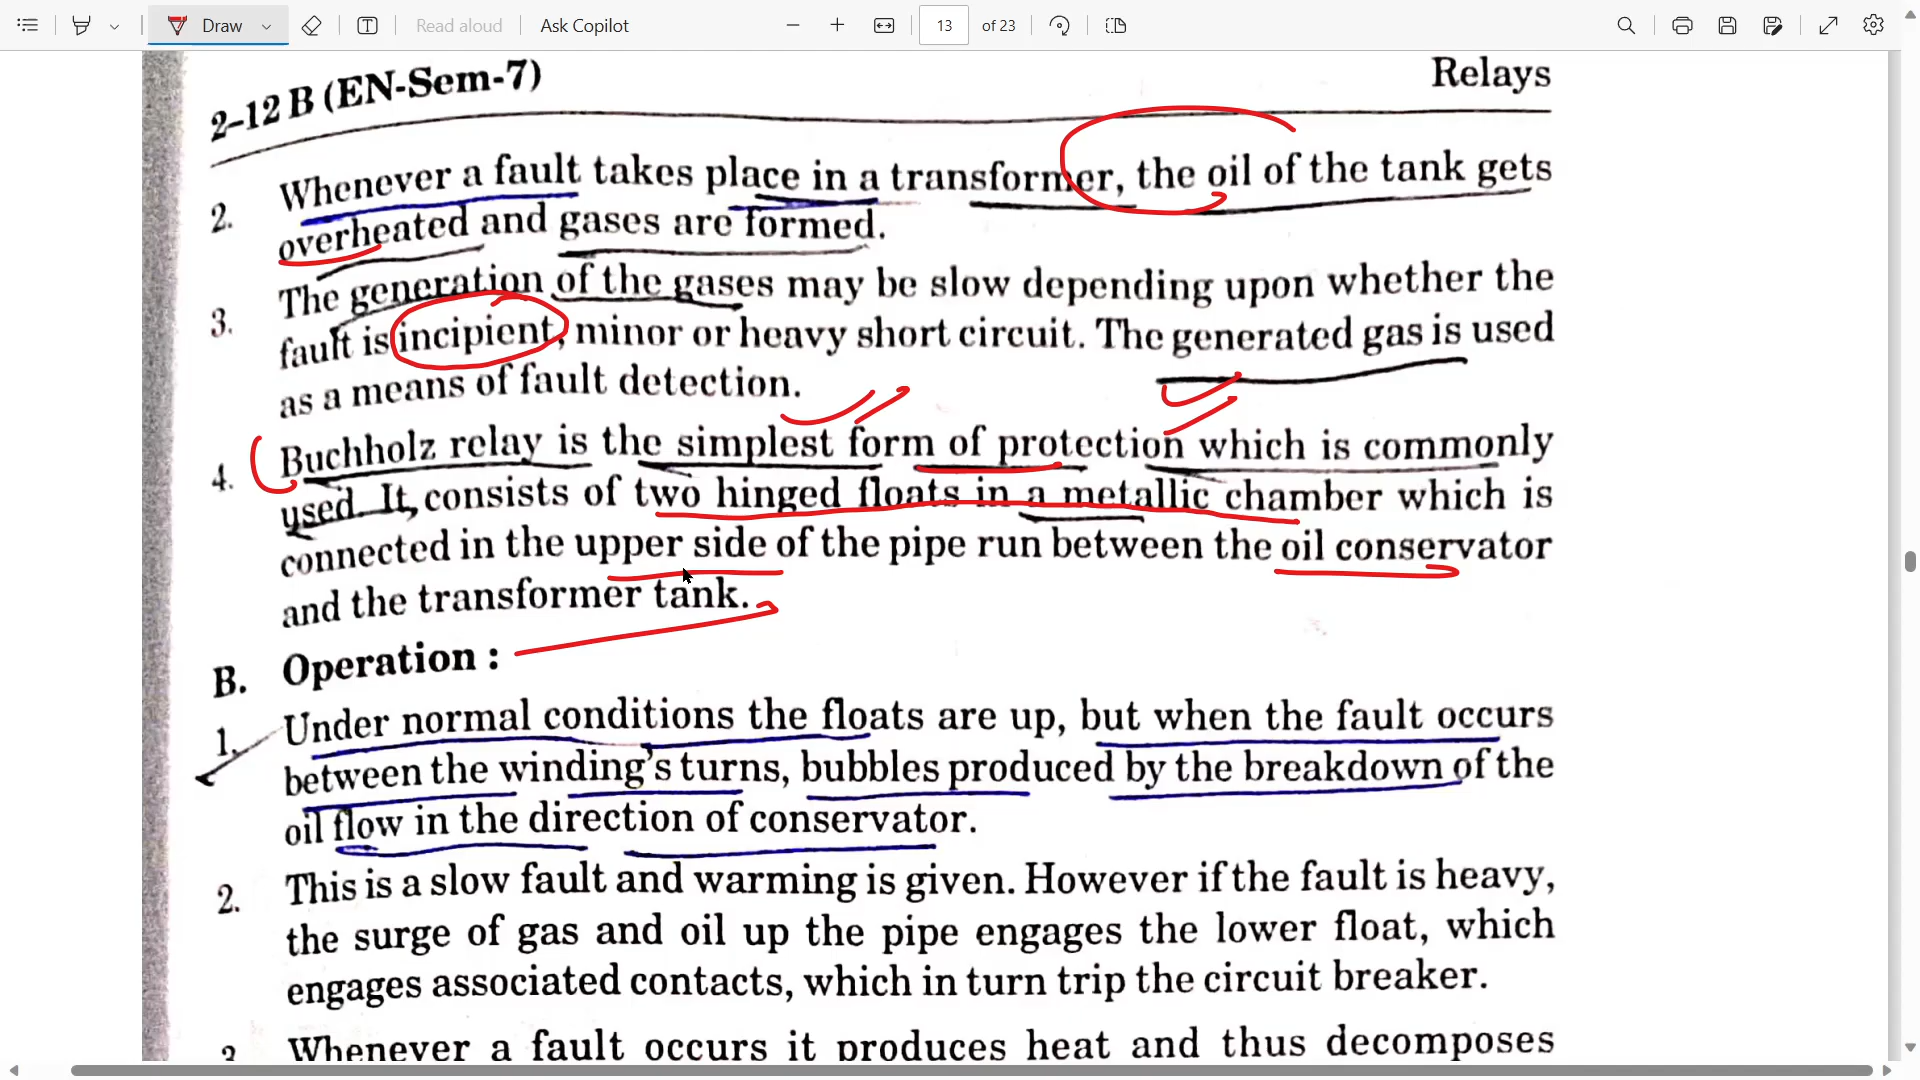 Draw
Read aloud
Ask Copilot
13
of 23
2-12 B (EN-Sem-7)
Relays
2. Whenever a fault takes place in a transformer, the oil of the tank gets
overheated and gases are formed.
3. The generation of the gases may be slow depending upon whether the
fault is incipient, minor or heavy short circuit. The generated gas is used
as a means of fault detection.
4. Buchholz relay is the simplest form of protection which is commonly
used. It, consists of two hinged floats in a metallic chamber which is
connected in the upper side of the pipe run between the oil conservator
and the transformer tank.
B. Operation :
1. Under normal conditions the floats are up, but when the fault occurs
between the winding's turns, bubbles produced by the breakdown of the
oil flow in the direction of conservator.
2. This is a slow fault and warming is given. However if the fault is heavy,
the surge of gas and oil up the pipe engages the lower float, which
engages associated contacts, which in turn trip the circuit breaker.
3. Whenever a fault occurs it produces heat and thus decomposes